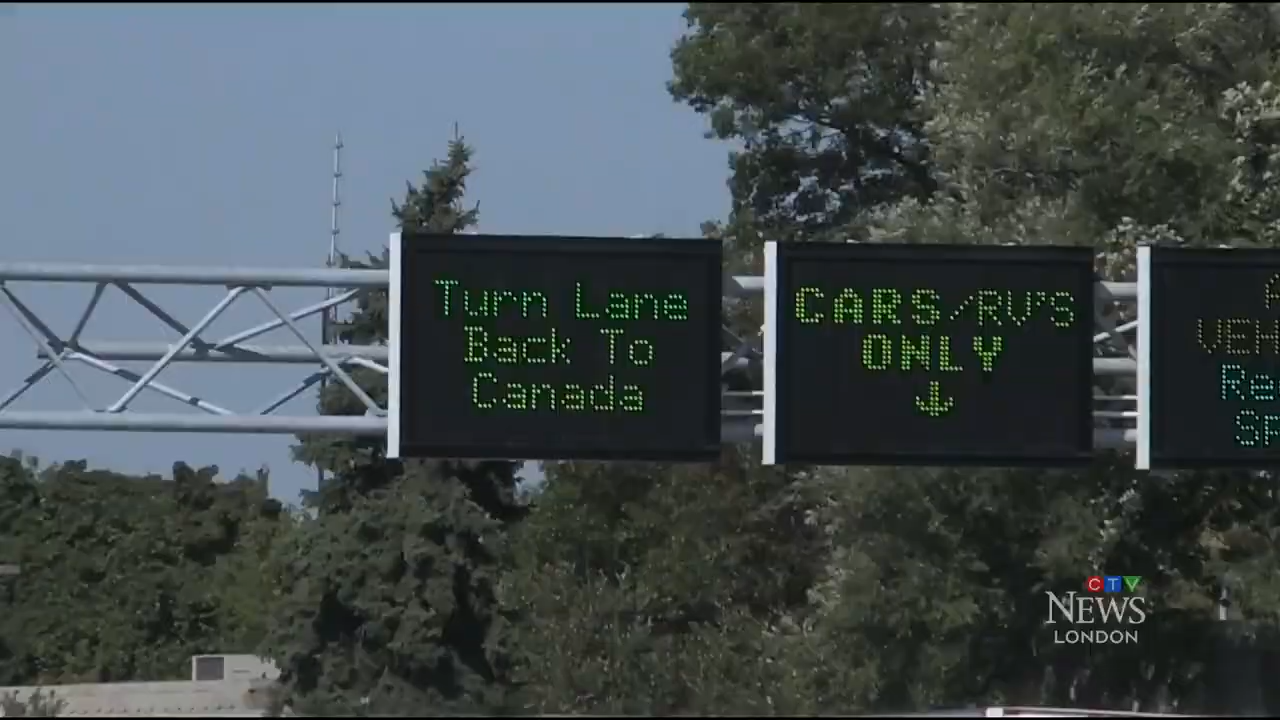 Turn Lane
Back To
Canada
CARS/RV'S
ONLY
CTV
NEWS
LONDON